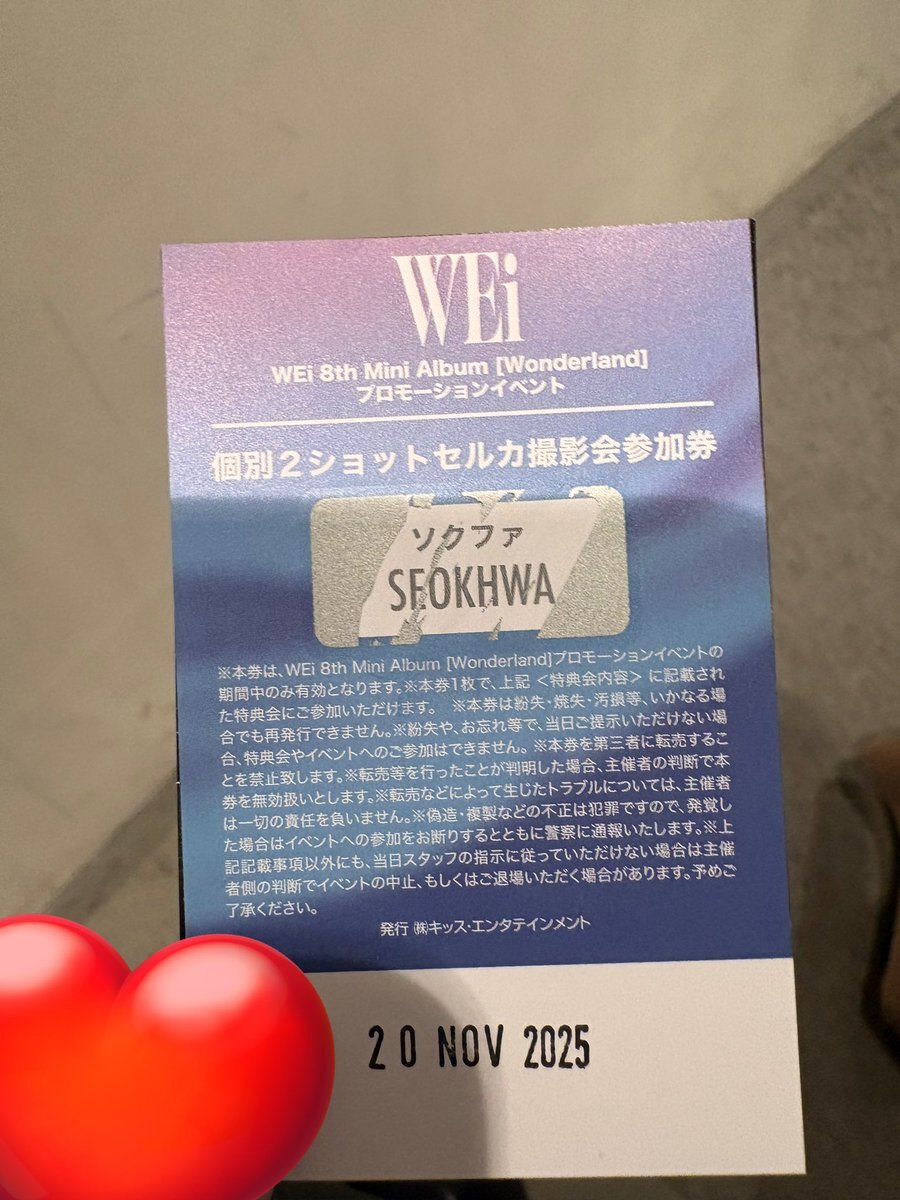 WEi
WEi 8th Mini Album [Wonderland]
プロモーションイベント
個別2ショットセルカ撮影会参加券
ソクファ
SEOKHWA
※本券は、WEi 8th Mini Album [Wonderland]プロモーションイベントの
期間中のみ有効となります。※本券1枚で、上記 ＜特典会内容＞ に記載され
た特典会にご参加いただけます。 ※本券は紛失・焼失・汚損等、いかなる場
合でも再発行できません。※紛失や、お忘れ等で、当日ご提示いただけない場
合、特典会やイベントへのご参加はできません。 ※本券を第三者に転売するこ
とを禁止致します。※転売等を行ったことが判明した場合、主催者の判断で本
券を無効扱いとします。※転売などによって生じたトラブルについては、主催者
は一切の責任を負いません。※偽造・複製などの不正は犯罪ですので、発覚し
た場合はイベントへの参加をお断りするとともに警察に通報いたします。※上
記記載事項以外にも、当日スタッフの指示に従っていただけない場合は主催
者側の判断でイベントの中止、もしくはご退場いただく場合があります。予めご
了承ください。
発行 ㈱キッス・エンタテインメント
20 NOV 2025